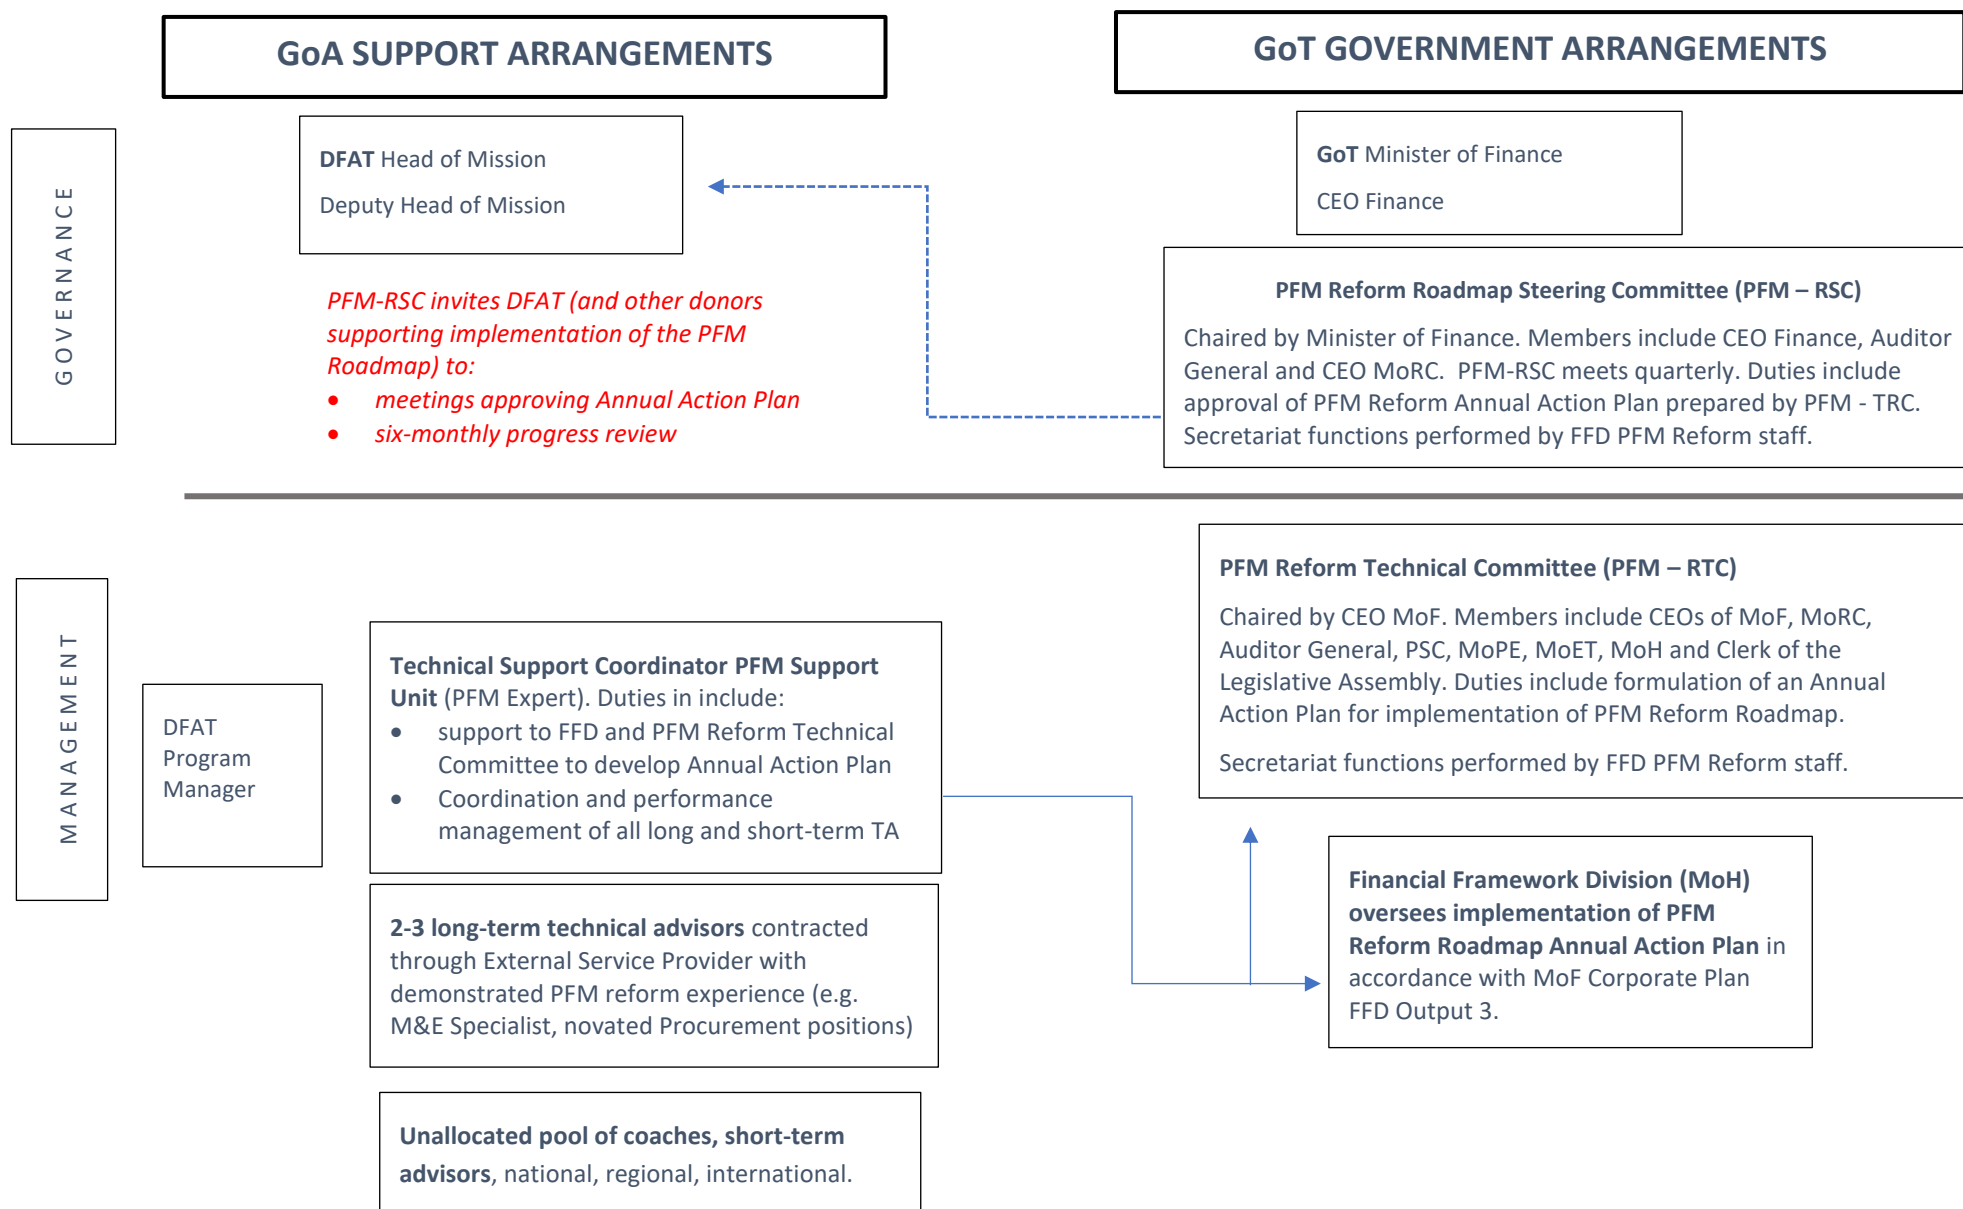 GoA SUPPORT ARRANGEMENTS
GoT GOVERNMENT ARRANGEMENTS
GOVERNANCE
DFAT Head of Mission
Deputy Head of Mission
GoT Minister of Finance
CEO Finance
PFM-RSC invites DFAT (and other donors
supporting implementation of the PFM
Roadmap) to:
• meetings approving Annual Action Plan
• six-monthly progress review
PFM Reform Roadmap Steering Committee (PFM – RSC)
Chaired by Minister of Finance. Members include CEO Finance, Auditor
General and CEO MoRC. PFM-RSC meets quarterly. Duties include
approval of PFM Reform Annual Action Plan prepared by PFM - TRC.
Secretariat functions performed by FFD PFM Reform staff.
MANAGEMENT
DFAT
Program
Manager
Technical Support Coordinator PFM Support
Unit (PFM Expert). Duties in include:
• support to FFD and PFM Reform Technical
Committee to develop Annual Action Plan
• Coordination and performance
management of all long and short-term TA
2-3 long-term technical advisors contracted
through External Service Provider with
demonstrated PFM reform experience (e.g.
M&E Specialist, novated Procurement positions)
Unallocated pool of coaches, short-term
advisors, national, regional, international.
PFM Reform Technical Committee (PFM – RTC)
Chaired by CEO MoF. Members include CEOs of MoF, MoRC,
Auditor General, PSC, MoPE, MoET, MoH and Clerk of the
Legislative Assembly. Duties include formulation of an Annual
Action Plan for implementation of PFM Reform Roadmap.
Secretariat functions performed by FFD PFM Reform staff.
Financial Framework Division (MoH)
oversees implementation of PFM
Reform Roadmap Annual Action Plan in
accordance with MoF Corporate Plan
FFD Output 3.